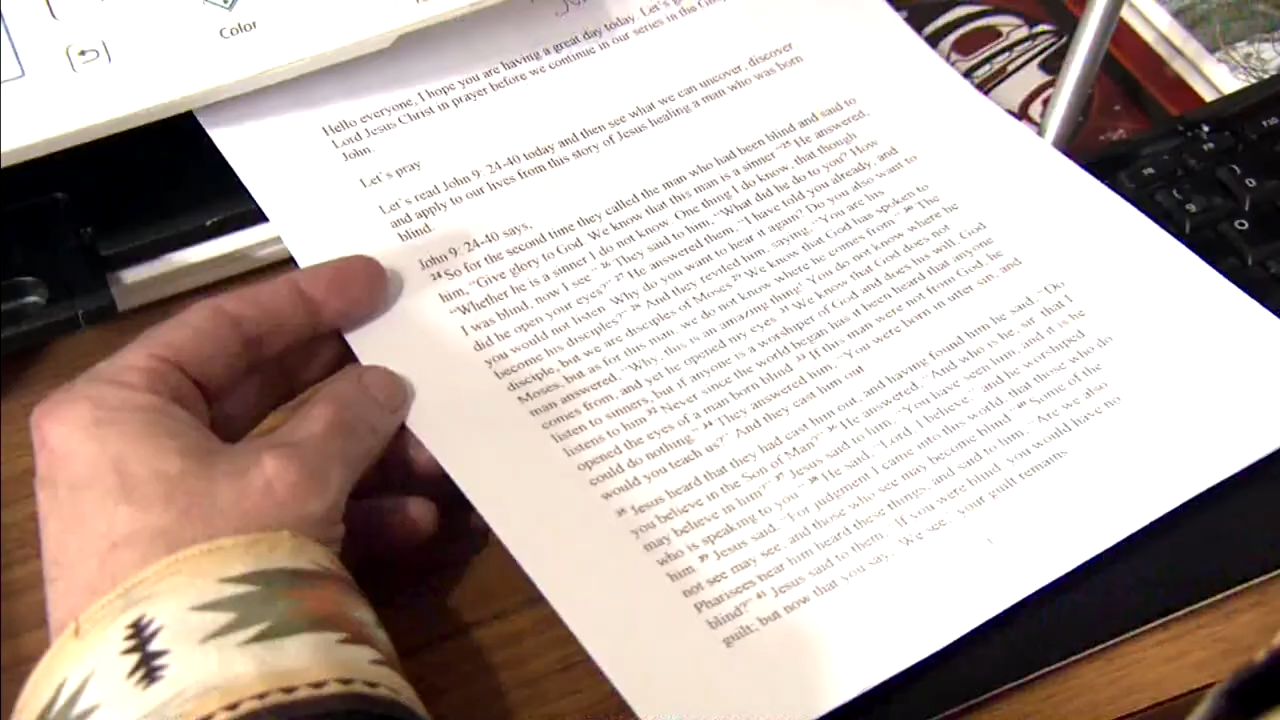 Color
Hello everyone, I hope you are having a great day today. Let's
Lord Jesus Christ in prayer before we continue in our series in the
John.
Let's pray
Let's read John 9: 24-40 today and then see what we can uncover, discover
and apply to our lives from this story of Jesus healing a man who was born
blind.
John 9: 24-40 says,
24 So for the second time they called the man who had been blind and said to
him, "Give glory to God. We know that this man is a sinner." 25 He answered,
"Whether he is a sinner I do not know. One thing I do know, that though
I was blind, now I see." 26 They said to him, "What did he do to you? How
did he open your eyes?" 27 He answered them, "I have told you already, and
you would not listen. Why do you want to hear it again? Do you also want to
become his disciples?" 28 And they reviled him, saying, "You are his
disciple, but we are disciples of Moses. 29 We know that God has spoken to
Moses, but as for this man, we do not know where he comes from." 30 The
man answered, "Why, this is an amazing thing! You do not know where he
comes from, and yet he opened my eyes. 31 We know that God does not
listen to sinners, but if anyone is a worshiper of God and does his will, God
listens to him. 32 Never since the world began has it been heard that anyone
opened the eyes of a man born blind. 33 If this man were not from God, he
could do nothing." 34 They answered him, "You were born in utter sin, and
would you teach us?" And they cast him out.
35 Jesus heard that they had cast him out, and having found him he said, "Do
you believe in the Son of Man?" 36 He answered, "And who is he, sir, that I
may believe in him?" 37 Jesus said to him, "You have seen him, and it is he
who is speaking to you." 38 He said, "Lord, I believe," and he worshiped
him. 39 Jesus said, "For judgment I came into this world, that those who do
not see may see, and those who see may become blind." 40 Some of the
Pharisees near him heard these things, and said to him, "Are we also
blind?" 41 Jesus said to them, "If you were blind, you would have no
guilt; but now that you say, 'We see,' your guilt remains.
1